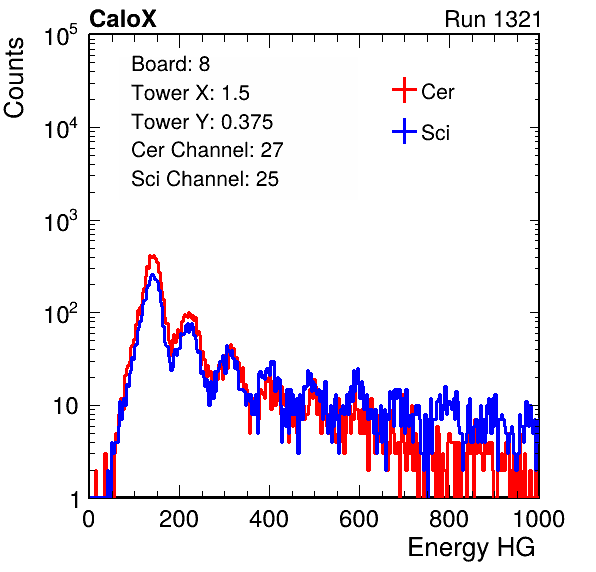 CaloX Run 1321
Counts
10^5
10^4
10^3
10^2
10
1
Board: 8
Tower X: 1.5
Tower Y: 0.375
Cer Channel: 27
Sci Channel: 25
Cer
Sci
0 200 400 600 800 1000
Energy HG